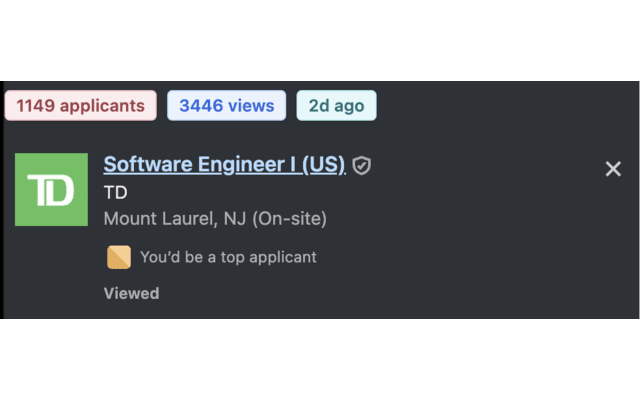 1149 applicants 3446 views 2d ago
Software Engineer I (US)
TD
TD
Mount Laurel, NJ (On-site)
You’d be a top applicant
Viewed